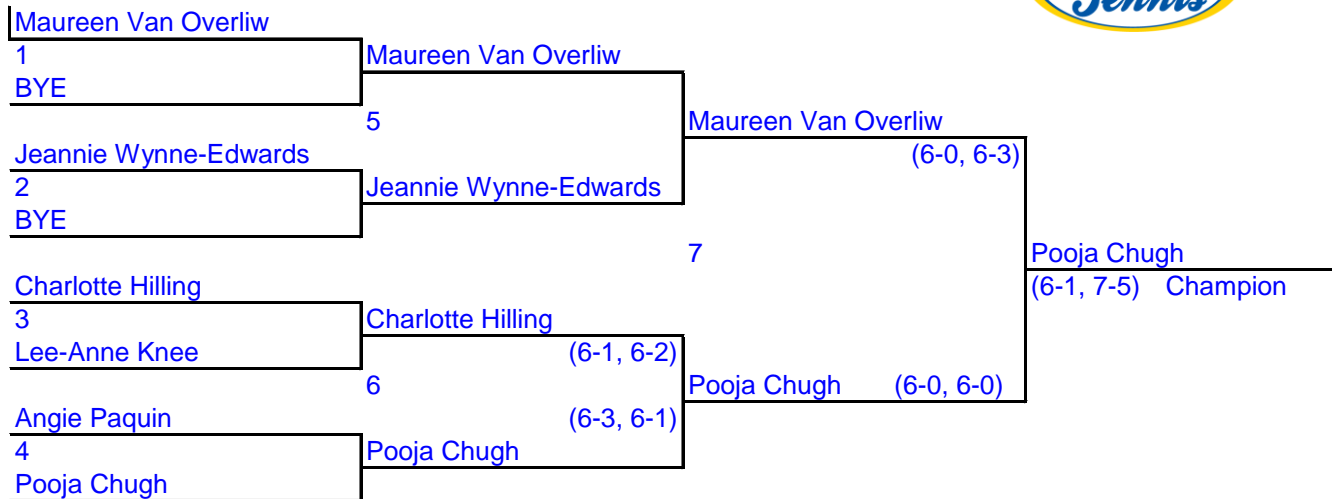 Tennis
Maureen Van Overliw
1
Maureen Van Overliw
BYE
5
Maureen Van Overliw
Jeannie Wynne-Edwards
(6-0, 6-3)
2
Jeannie Wynne-Edwards
BYE
7
Pooja Chugh
Charlotte Hilling
(6-1, 7-5) Champion
3
Charlotte Hilling
Lee-Anne Knee
(6-1, 6-2)
6
Pooja Chugh (6-0, 6-0)
Angie Paquin
(6-3, 6-1)
4
Pooja Chugh
Pooja Chugh